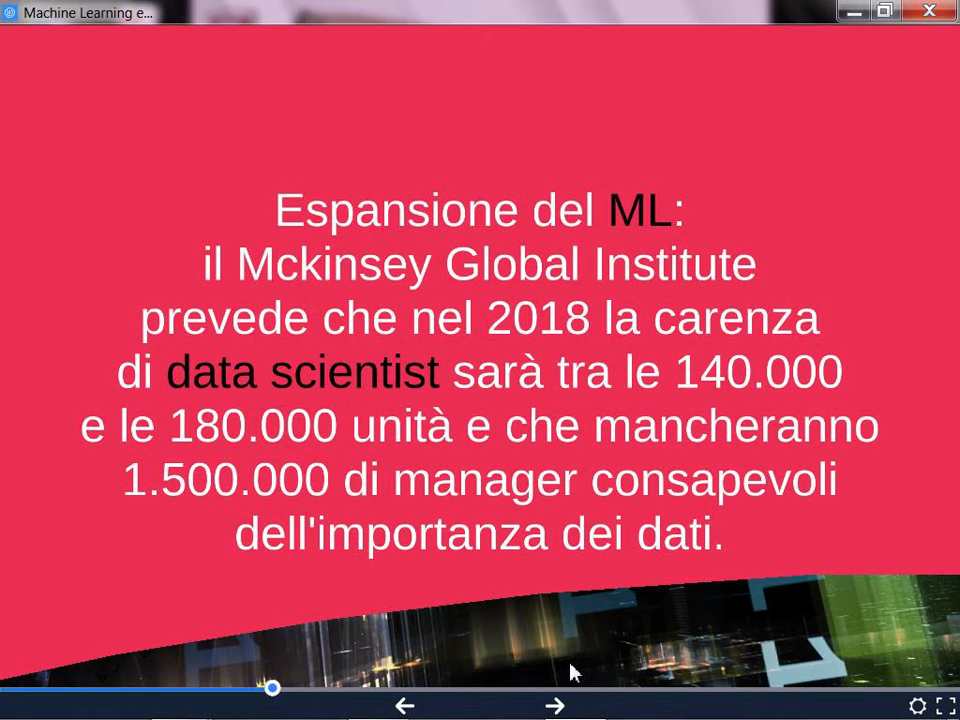 Machine Learning e...
Espansione del ML:
il Mckinsey Global Institute
prevede che nel 2018 la carenza
di data scientist sarà tra le 140.000
e le 180.000 unità e che mancheranno
1.500.000 di manager consapevoli
dell'importanza dei dati.